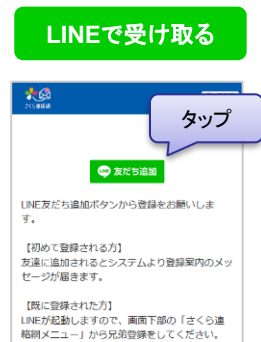 LINEで受け取る
さくら連絡網
タップ
友だち追加
LINE友だち追加ボタンから登録をお願いしま
す。
【初めて登録される方】
友達に追加されるとシステムより登録案内のメッ
セージが届きます。
【既に登録された方】
LINEが起動しますので、画面下部の「さくら連
絡網メニュー」から兄弟登録をしてください。